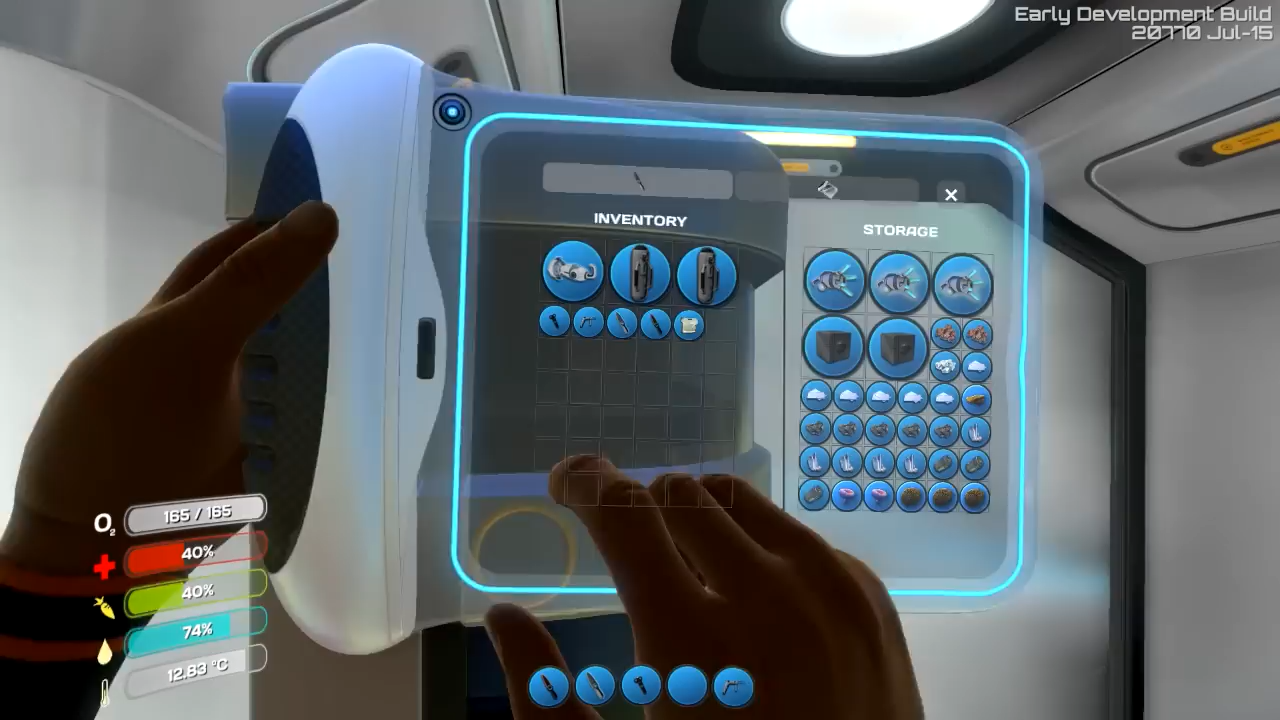 Early Development Build
20770 Jul-15
INVENTORY
STORAGE
O2 165 / 165
40%
40%
74%
12.83 °C